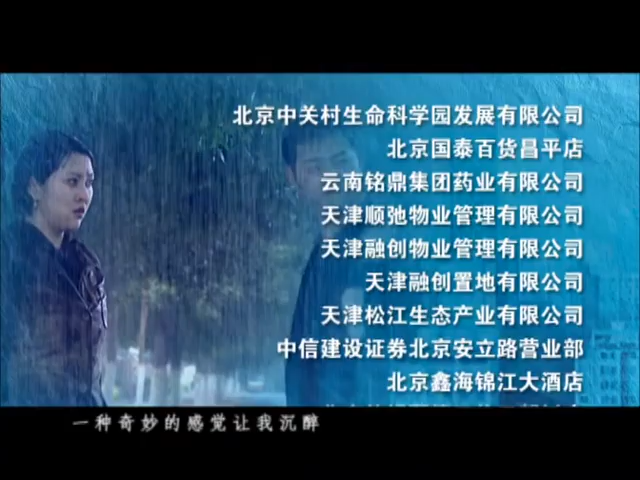 北京中关村生命科学园发展有限公司
北京国泰百货昌平店
云南铭鼎集团药业有限公司
天津顺弛物业管理有限公司
天津融创物业管理有限公司
天津融创置地有限公司
天津松江生态产业有限公司
中信建设证券北京安立路营业部
北京鑫海锦江大酒店
一种奇妙的感觉让我沉醉